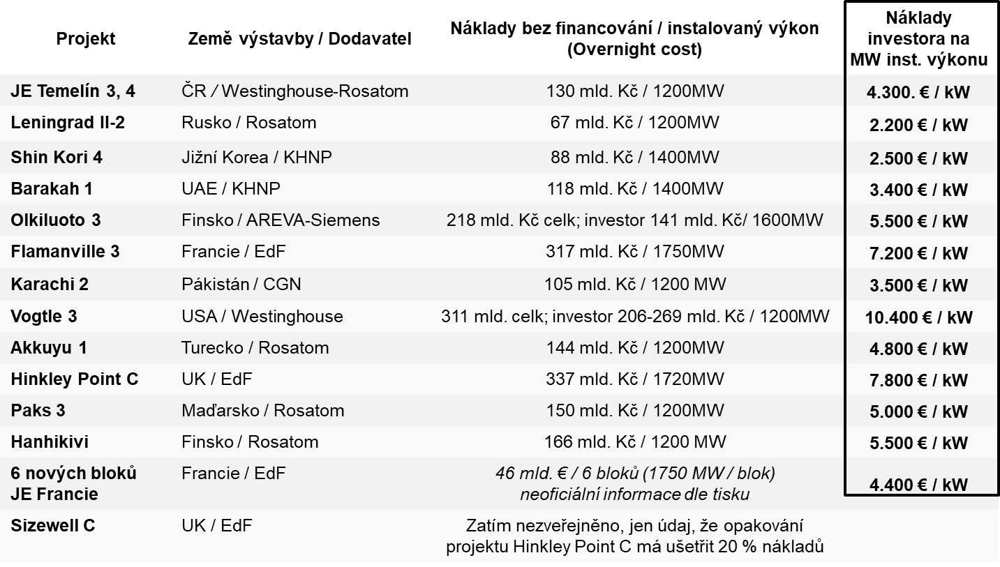 Projekt
Země výstavby / Dodavatel
Náklady bez financování / instalovaný výkon
(Overnight cost)
Náklady
investora na
MW inst. výkonu
JE Temelín 3, 4 ČR / Westinghouse-Rosatom 130 mld. Kč / 1200MW 4.300. € / kW
Leningrad II-2 Rusko / Rosatom 67 mld. Kč / 1200MW 2.200 € / kW
Shin Kori 4 Jižní Korea / KHNP 88 mld. Kč / 1400MW 2.500 € / kW
Barakah 1 UAE / KHNP 118 mld. Kč / 1400MW 3.400 € / kW
Olkiluoto 3 Finsko / AREVA-Siemens 218 mld. Kč celk; investor 141 mld. Kč/ 1600MW 5.500 € / kW
Flamanville 3 Francie / EdF 317 mld. Kč / 1750MW 7.200 € / kW
Karachi 2 Pákistán / CGN 105 mld. Kč / 1200 MW 3.500 € / kW
Vogtle 3 USA / Westinghouse 311 mld. celk; investor 206-269 mld. Kč / 1200MW 10.400 € / kW
Akkuyu 1 Turecko / Rosatom 144 mld. Kč / 1200MW 4.800 € / kW
Hinkley Point C UK / EdF 337 mld. Kč / 1720MW 7.800 € / kW
Paks 3 Maďarsko / Rosatom 150 mld. Kč / 1200MW 5.000 € / kW
Hanhikivi Finsko / Rosatom 166 mld. Kč / 1200 MW 5.500 € / kW
6 nových bloků Francie / EdF 46 mld. € / 6 bloků (1750 MW / blok)
JE Francie neoficiální informace dle tisku 4.400 € / kW
Sizewell C UK / EdF Zatím nezveřejněno, jen údaj, že opakování
projektu Hinkley Point C má ušetřit 20 % nákladů